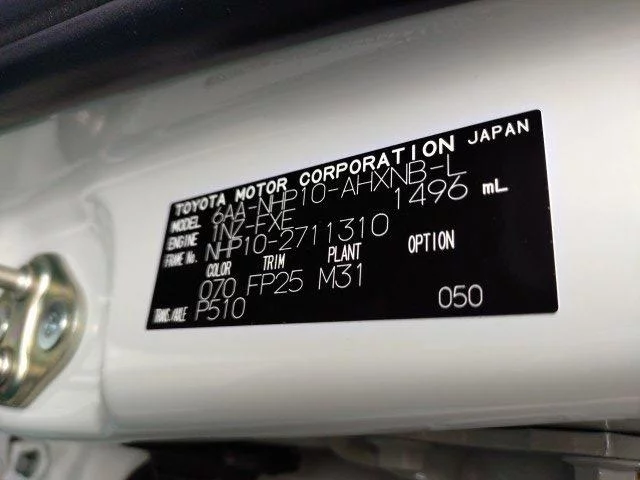 TOYOTA MOTOR CORPORATION JAPAN
MODEL 6AA-NHP10-AHXNB-L
ENGINE 1NZ-FXE 1496 mL
FRAME No. NHP10-2711310
COLOR TRIM PLANT OPTION
070 FP25 M31
TRANS./AXLE P510 050